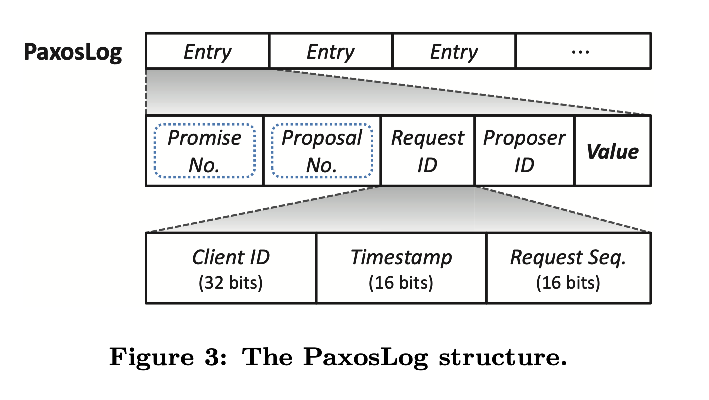 PaxosLog Entry Entry Entry ...
Promise No. Proposal No. Request ID Proposer ID Value
Client ID (32 bits) Timestamp (16 bits) Request Seq. (16 bits)
Figure 3: The PaxosLog structure.